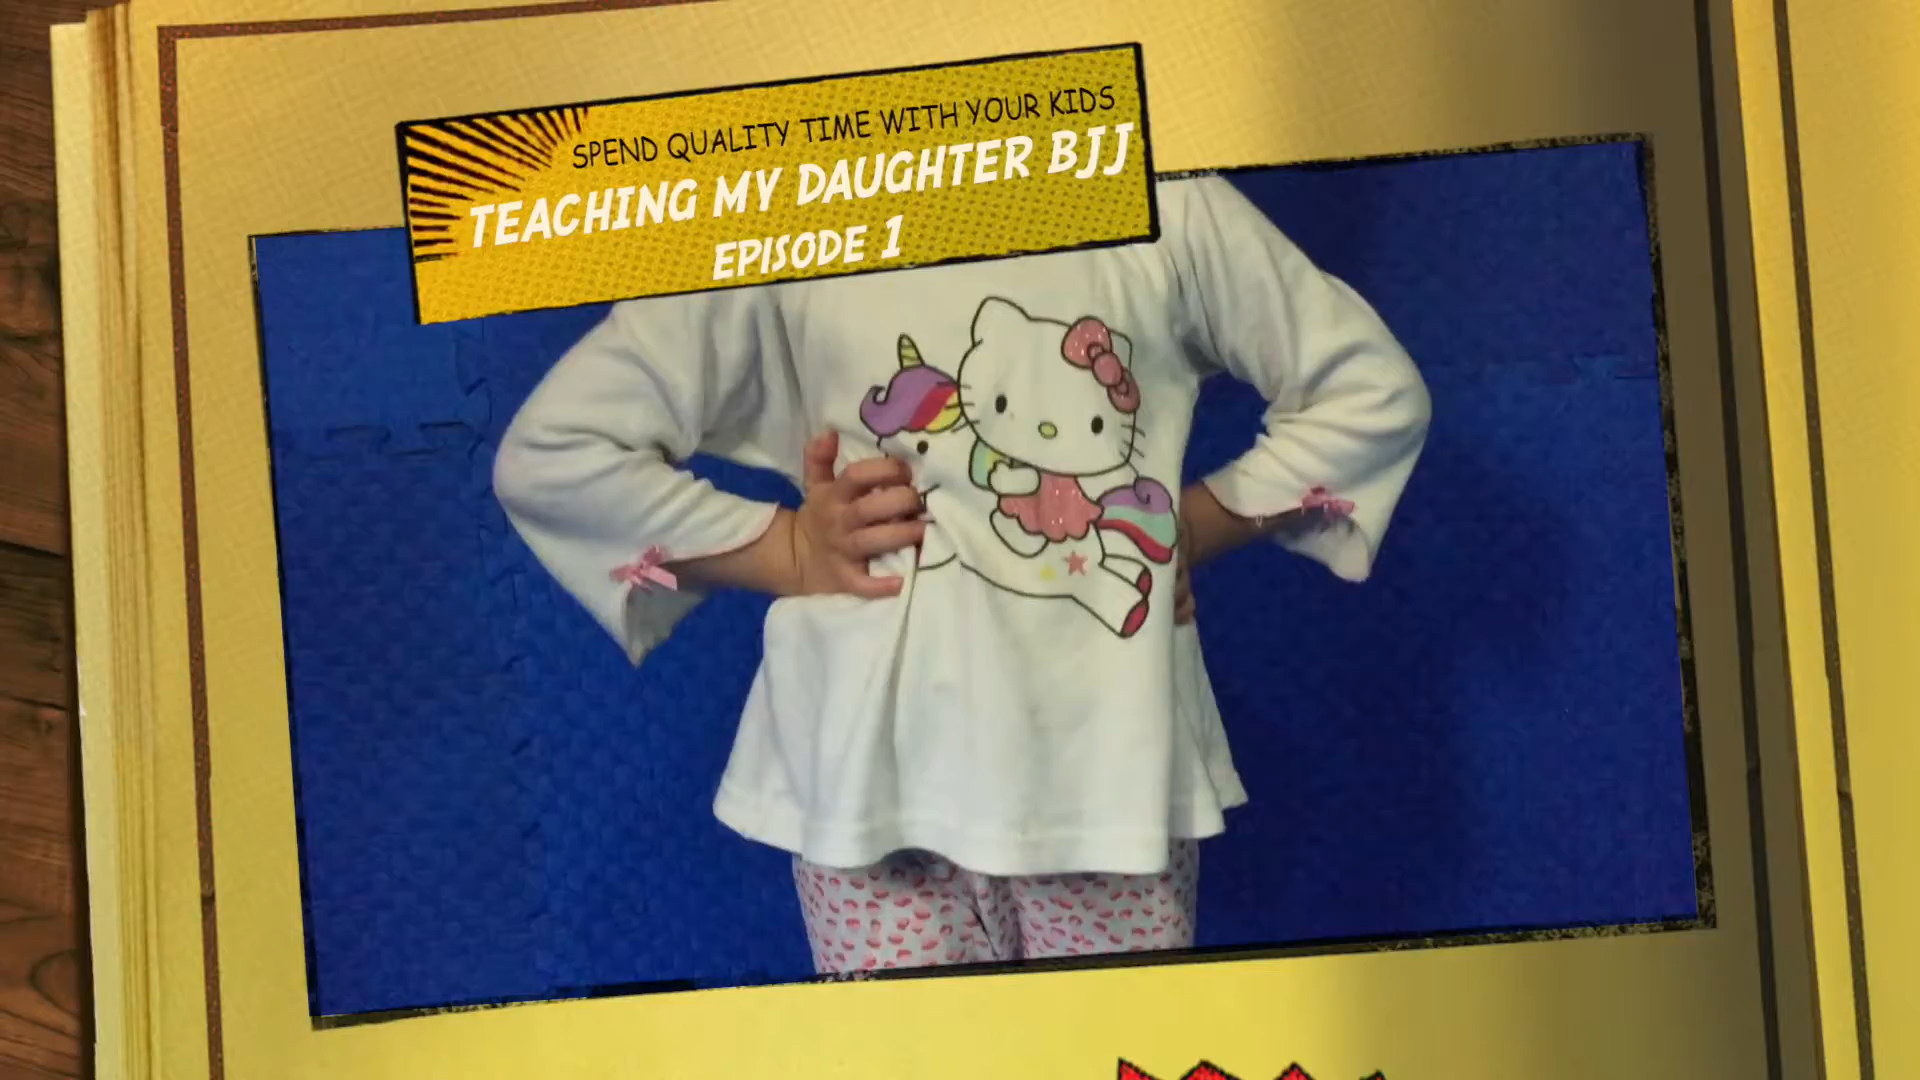 SPEND QUALITY TIME WITH YOUR KIDS
TEACHING MY DAUGHTER BJJ
EPISODE 1